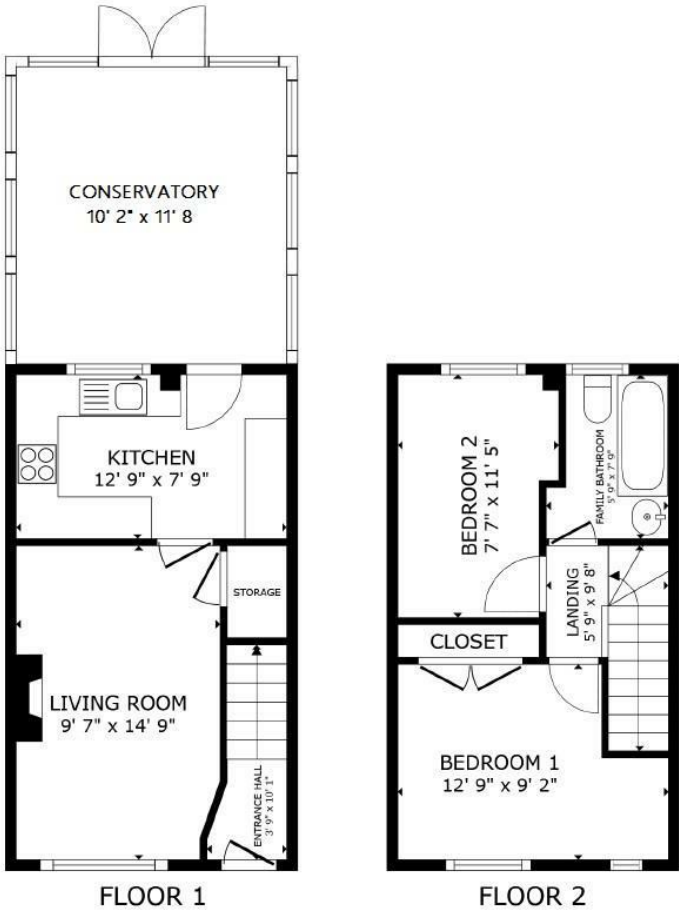 CONSERVATORY
10' 2" x 11' 8
KITCHEN
12' 9" x 7' 9"
STORAGE
LIVING ROOM
9' 7" x 14' 9"
ENTRANCE HALL
3' 9" x 10' 1"
FLOOR 1
BEDROOM 2
7' 7" x 11' 5"
FAMILY BATHROOM
5' 9" x 7' 9"
LANDING
5' 9" x 9' 8"
CLOSET
BEDROOM 1
12' 9" x 9' 2"
FLOOR 2